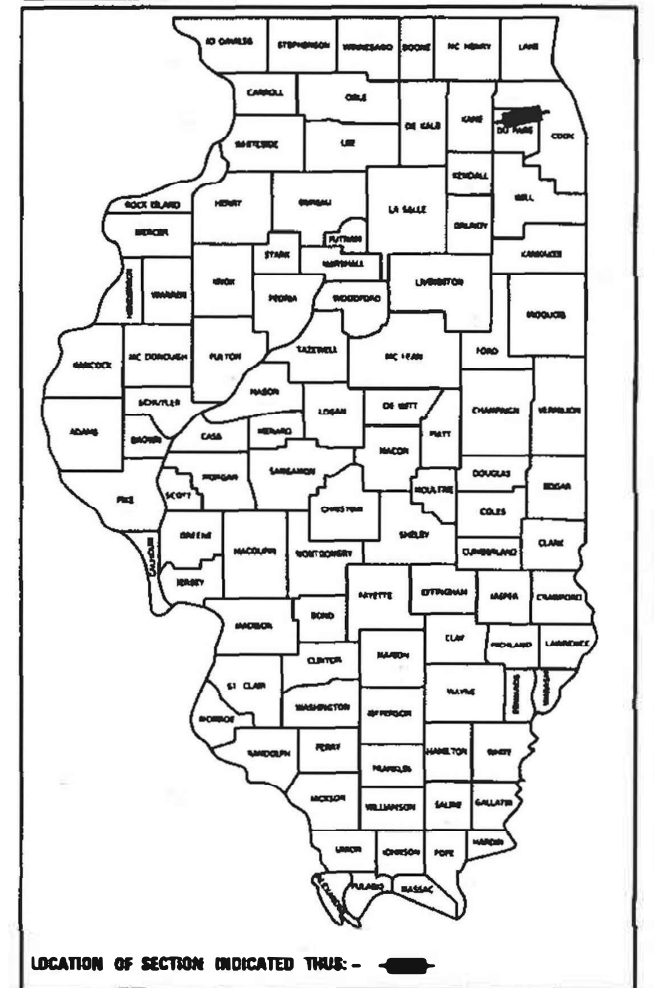 JO DAVIESS STEPHENSON WINNEBAGO BOONE MC HENRY LAKE
CARROLL OGLE
DE KALB KANE DU PAGE COOK
WHITESIDE LEE
KENDALL WILL
ROCK ISLAND HENRY BUREAU LA SALLE
MERCER GRUNDY
PUTNAM
STARK MARSHALL KANKAKEE
HENDERSON WARREN KNOX PEORIA WOODFORD LIVINGSTON
IROQUOIS
HANCOCK MC DONOUGH FULTON TAZEWELL MC LEAN FORD
SCHUYLER MASON
LOGAN DE WITT CHAMPAIGN VERMILION
ADAMS BROWN CASS MENARD PIATT
MACON
PIKE SCOTT MORGAN SANGAMON DOUGLAS EDGAR
MOULTRIE
CHRISTIAN COLES
CALHOUN GREENE MACOUPIN MONTGOMERY SHELBY CUMBERLAND CLARK
JERSEY FAYETTE EFFINGHAM JASPER CRAWFORD
MADISON BOND
CLAY RICHLAND LAWRENCE
CLINTON MARION
ST CLAIR WAYNE EDWARDS WABASH
MONROE WASHINGTON JEFFERSON
RANDOLPH PERRY HAMILTON WHITE
FRANKLIN
JACKSON WILLIAMSON SALINE GALLATIN
UNION JOHNSON POPE HARDIN
ALEXANDER PULASKI MASSAC
LOCATION OF SECTION INDICATED THUS: -